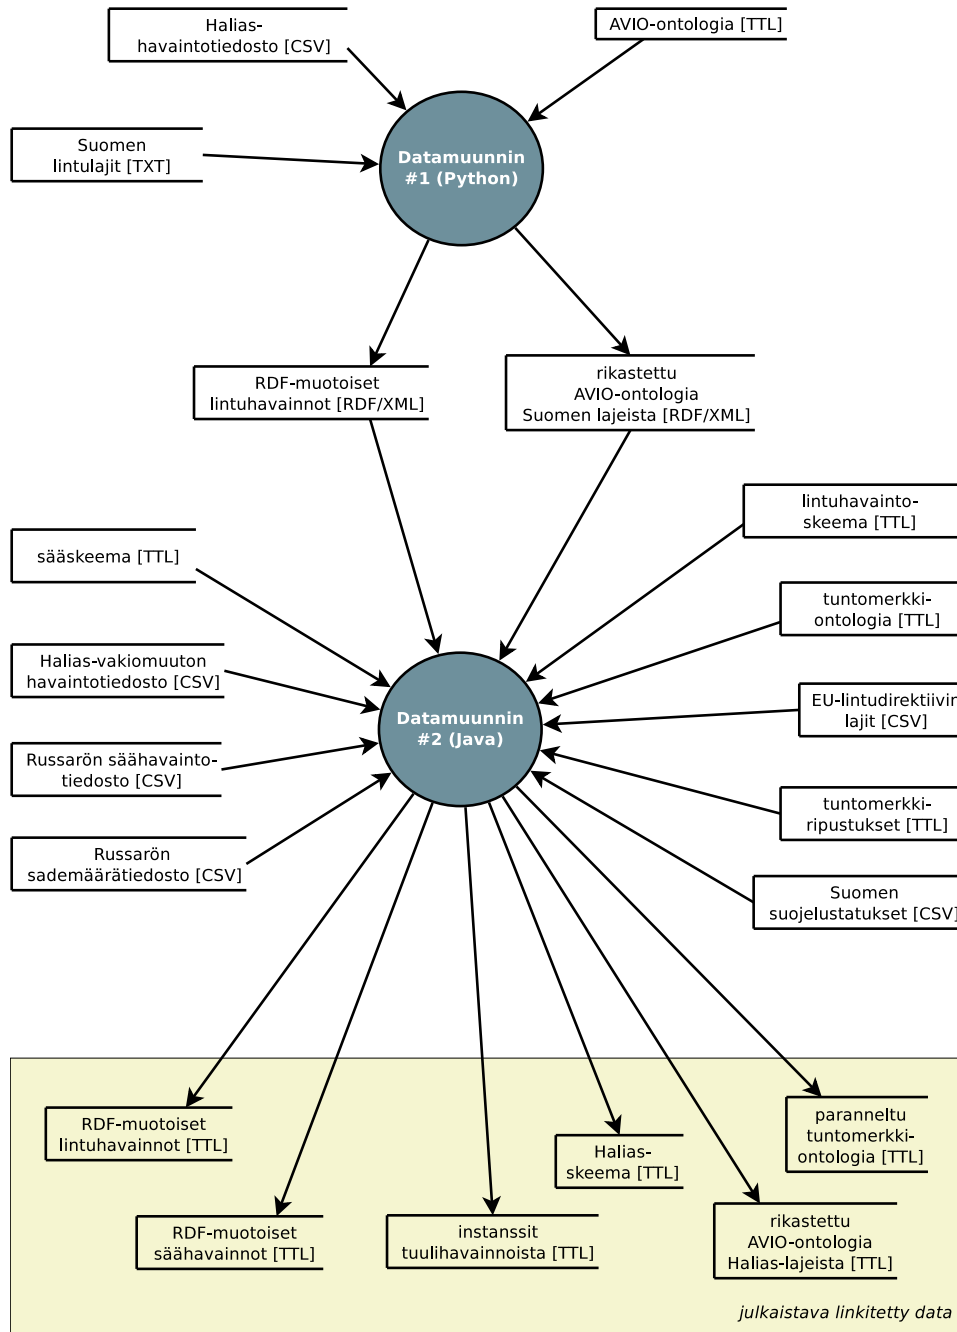 Halias-
havaintotiedosto [CSV]
AVIO-ontologia [TTL]
Suomen
lintulajit [TXT]
Datamuunnin
#1 (Python)
RDF-muotoiset
lintuhavainnot [RDF/XML]
rikastettu
AVIO-ontologia
Suomen lajeista [RDF/XML]
lintuhavainto-
skeema [TTL]
sääskeema [TTL]
tuntomerkki-
ontologia [TTL]
Halias-vakiomuuton
havaintotiedosto [CSV]
EU-lintudirektiivin
lajit [CSV]
Datamuunnin
#2 (Java)
Russarön säähavainto-
tiedosto [CSV]
tuntomerkki-
ripustukset [TTL]
Russarön
sademäärätiedosto [CSV]
Suomen
suojelustatukset [CSV]
RDF-muotoiset
lintuhavainnot [TTL]
Halias-
skeema [TTL]
paranneltu
tuntomerkki-
ontologia [TTL]
RDF-muotoiset
säähavainnot [TTL]
instanssit
tuulihavainnoista [TTL]
rikastettu
AVIO-ontologia
Halias-lajeista [TTL]
julkaistava linkitetty data